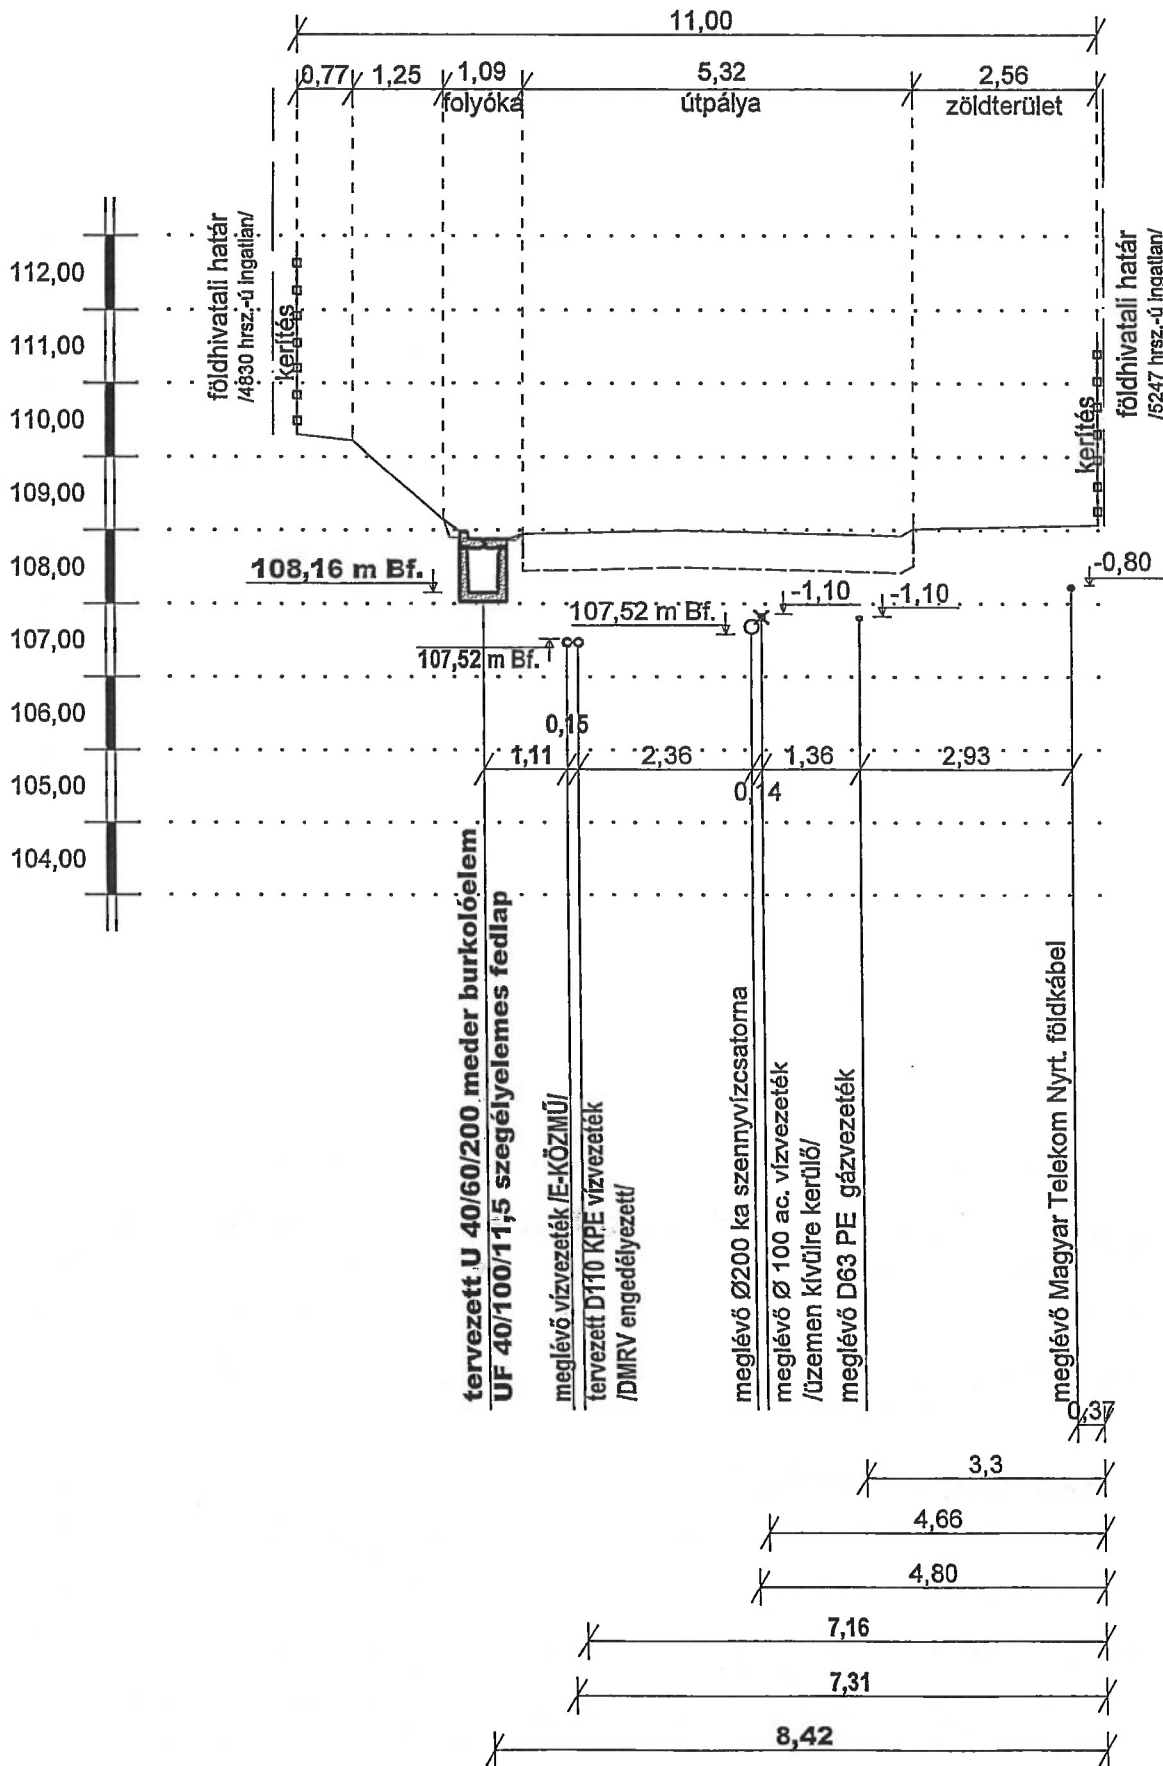 11,00
0,77
1,25
1,09
5,32
2,56
folyóka
útpálya
zöldterület
földhivatali határ
/4830 hrsz.-ú ingatlan/
kerítés
földhivatali határ
/5247 hrsz.-ú ingatlan/
kerítés
112,00
111,00
110,00
109,00
108,00
107,00
106,00
105,00
104,00
108,16 m Bf.
-0,80
-1,10
-1,10
107,52 m Bf.
107,52 m Bf.
0,15
1,11
2,36
1,36
2,93
0,14
tervezett U 40/60/200 meder burkolóelem
UF 40/100/11,5 szegélyelemes fedlap
meglévő vízvezeték /E-KÖZMŰ/
tervezett D110 KPE vízvezeték
/DMRV engedélyezett/
meglévő Ø200 ka szennyvízcsatorna
meglévő Ø 100 ac. vízvezeték
/üzemen kívülre kerülő/
meglévő D63 PE gázvezeték
meglévő Magyar Telekom Nyrt. földkábel
0,37
3,3
4,66
4,80
7,16
7,31
8,42